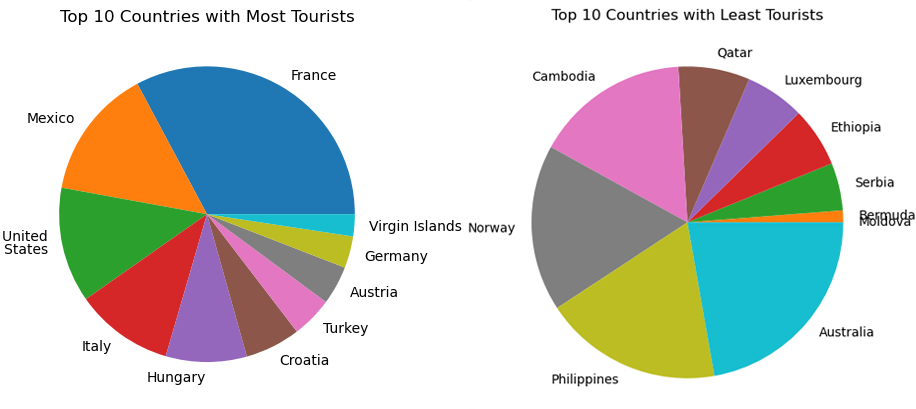 Top 10 Countries with Most Tourists
France
Mexico
United
States
Italy
Hungary
Croatia
Turkey
Austria
Germany
Virgin Islands
Top 10 Countries with Least Tourists
Qatar
Cambodia
Luxembourg
Ethiopia
Serbia
Bermuda
Moldova
Norway
Australia
Philippines